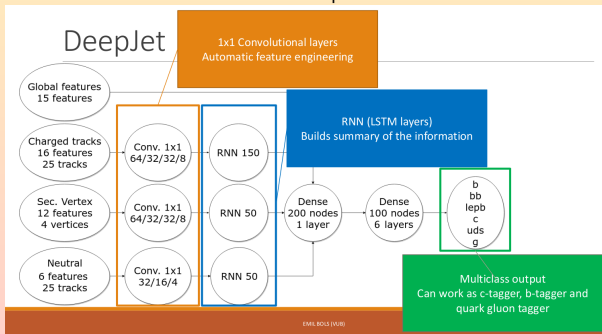 DeepJet
1x1 Convolutional layers
Automatic feature engineering
Global features
15 features
RNN (LSTM layers)
Builds summary of the information
Charged tracks
16 features
25 tracks
Conv. 1x1
64/32/32/8
RNN 150
Sec. Vertex
12 features
4 vertices
Conv. 1x1
64/32/32/8
RNN 50
Dense
200 nodes
1 layer
Dense
100 nodes
6 layers
b
bb
lepb
c
uds
g
Neutral
6 features
25 tracks
Conv. 1x1
32/16/4
RNN 50
Multiclass output
Can work as c-tagger, b-tagger and
quark gluon tagger
EMIL BOLS (VUB)